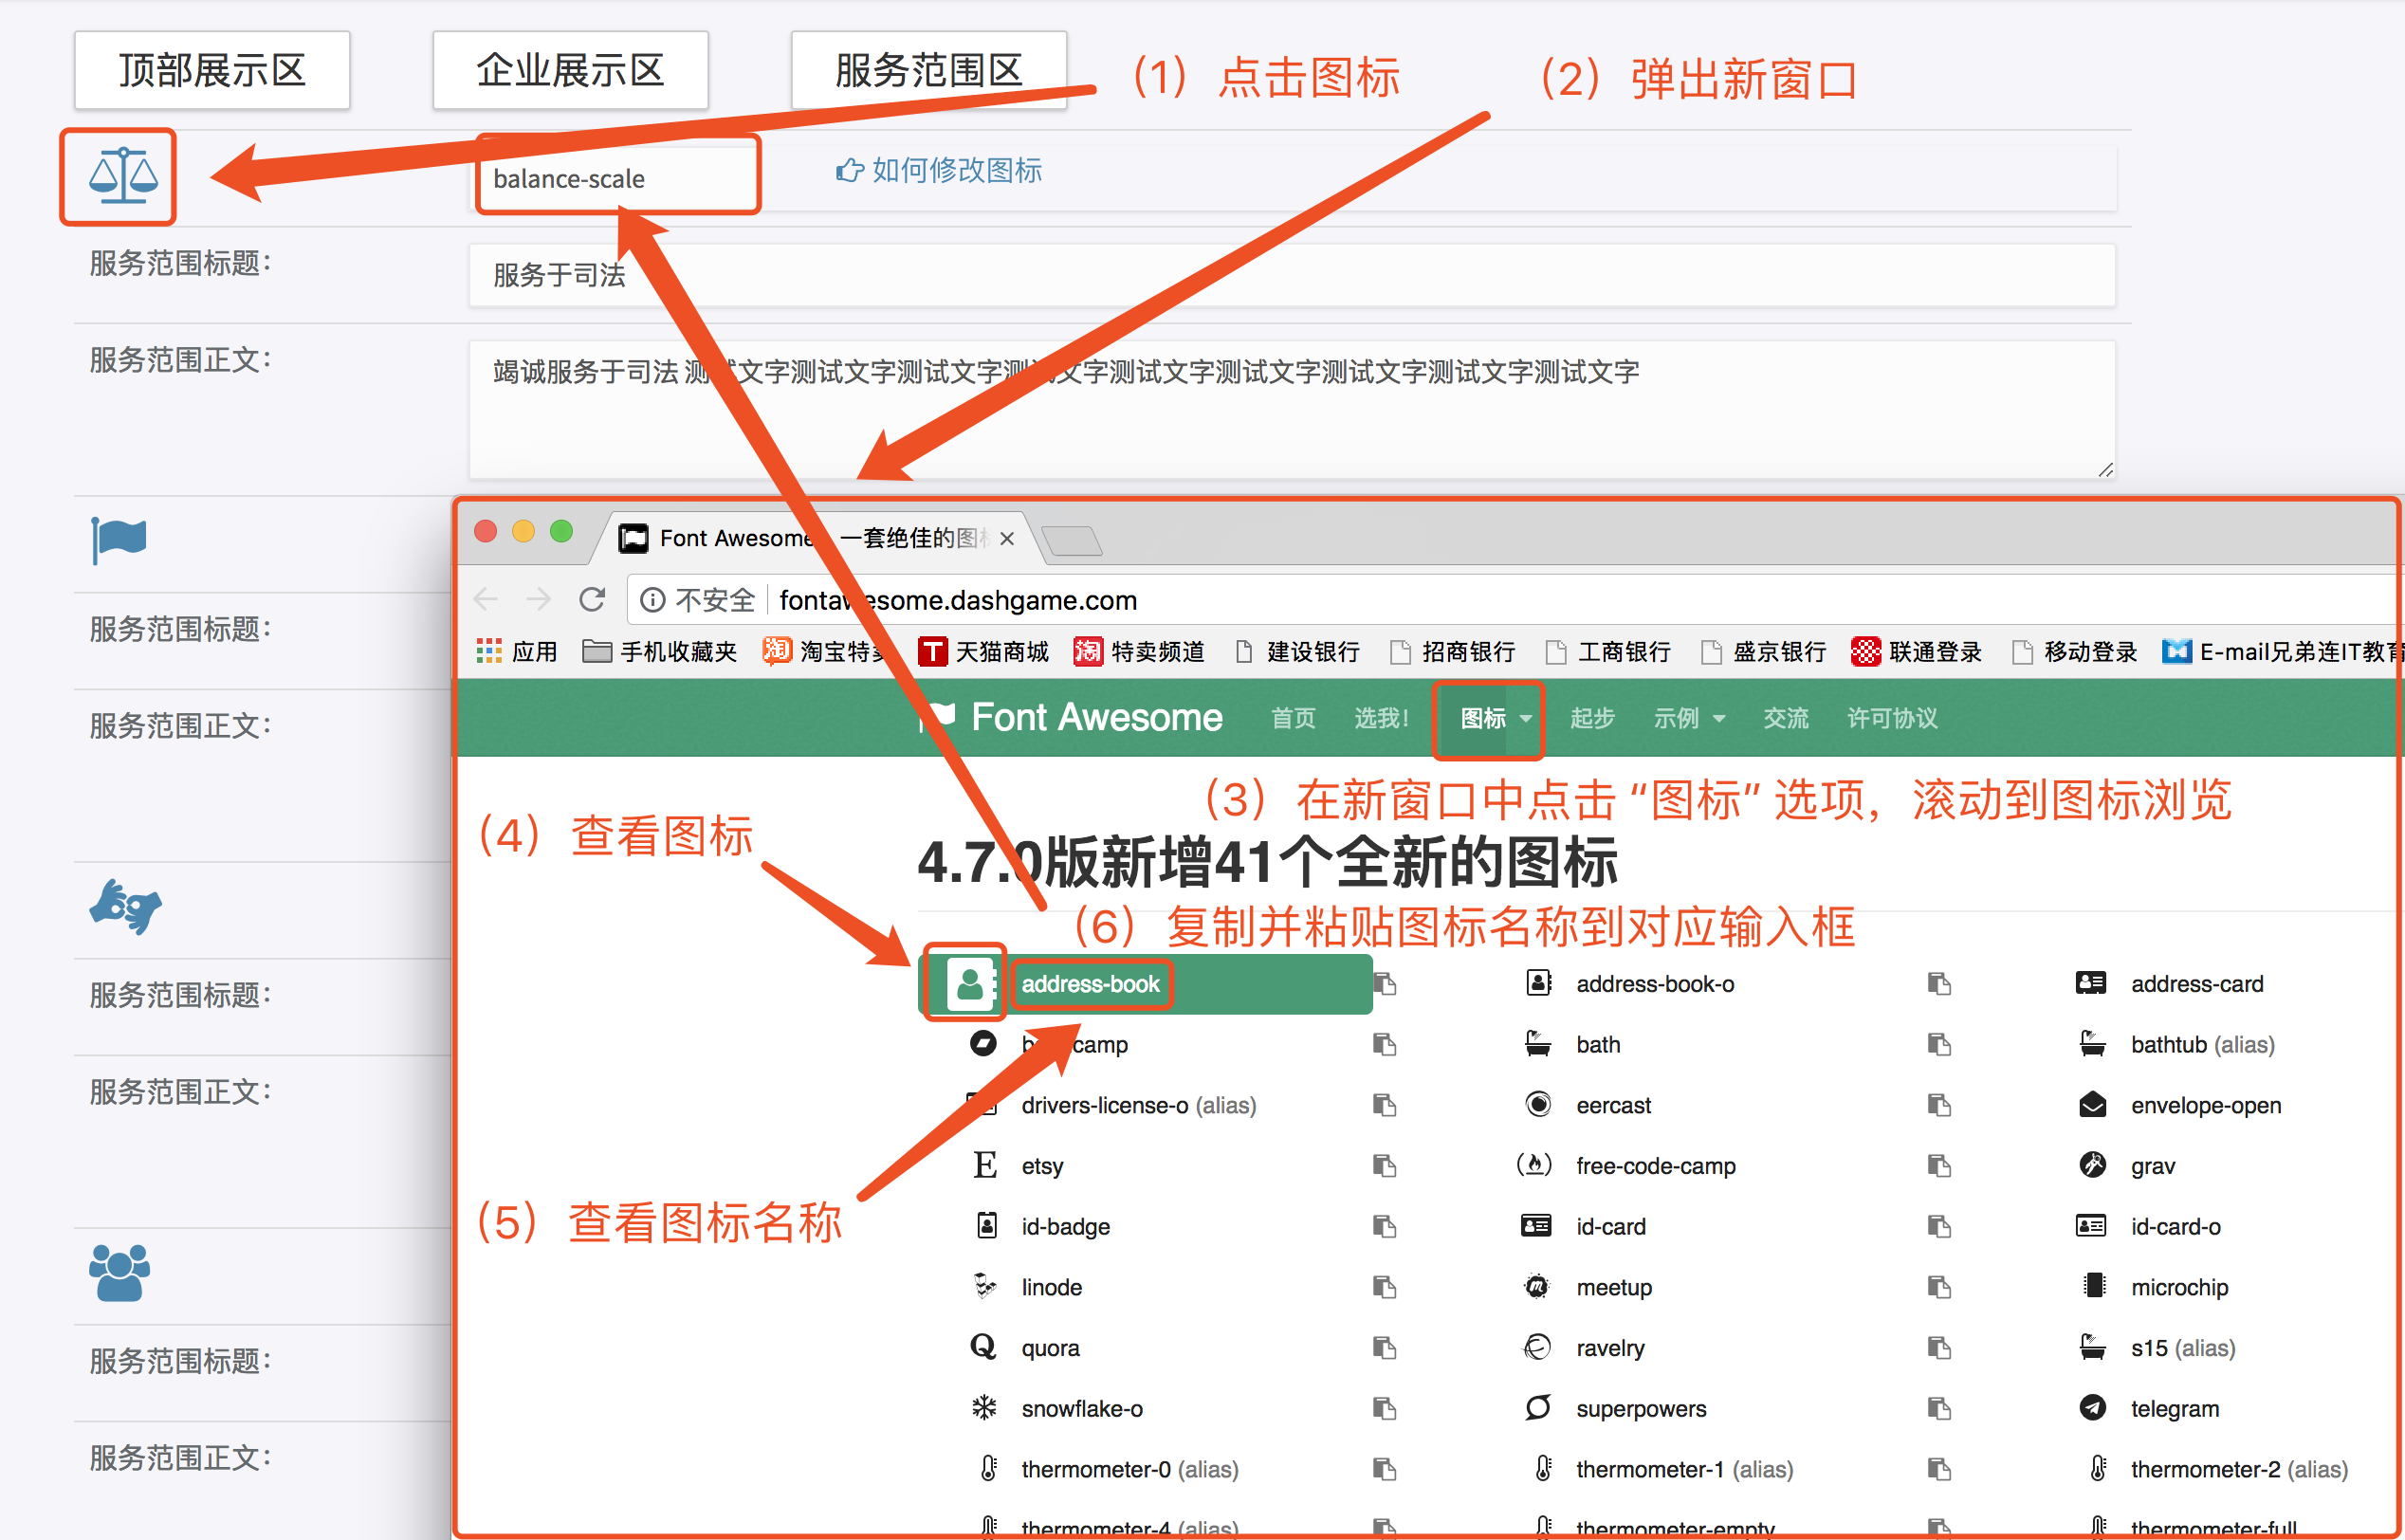 顶部展示区 企业展示区 服务范围区 (1) 点击图标 (2) 弹出新窗口
balance-scale 如何修改图标
服务范围标题: 服务于司法
服务范围正文: 竭诚服务于司法 测试文字测试文字测试文字测试文字测试文字测试文字测试文字测试文字测试文字
Font Awesome 一套绝佳的图标
不安全 fontawesome.dashgame.com
服务范围标题:
应用 手机收藏夹 淘宝特卖 天猫商城 特卖频道 建设银行 招商银行 工商银行 盛京银行 联通登录 移动登录 E-mail兄弟连IT教育
服务范围正文:
Font Awesome 首页 选我! 图标 起步 示例 交流 许可协议
(3) 在新窗口中点击 “图标” 选项, 滚动到图标浏览
(4) 查看图标
4.7.0版新增41个全新的图标
(6) 复制并粘贴图标名称到对应输入框
服务范围标题:
address-book address-book-o address-card
camp bath bathtub (alias)
服务范围正文:
drivers-license-o (alias) eercast envelope-open
etsy free-code-camp grav
(5) 查看图标名称
id-badge id-card id-card-o
linode meetup microchip
服务范围标题:
quora ravelry s15 (alias)
snowflake-o superpowers telegram
服务范围正文:
thermometer-0 (alias) thermometer-1 (alias) thermometer-2 (alias)
thermometer-4 (alias) thermometer-empty thermometer-full